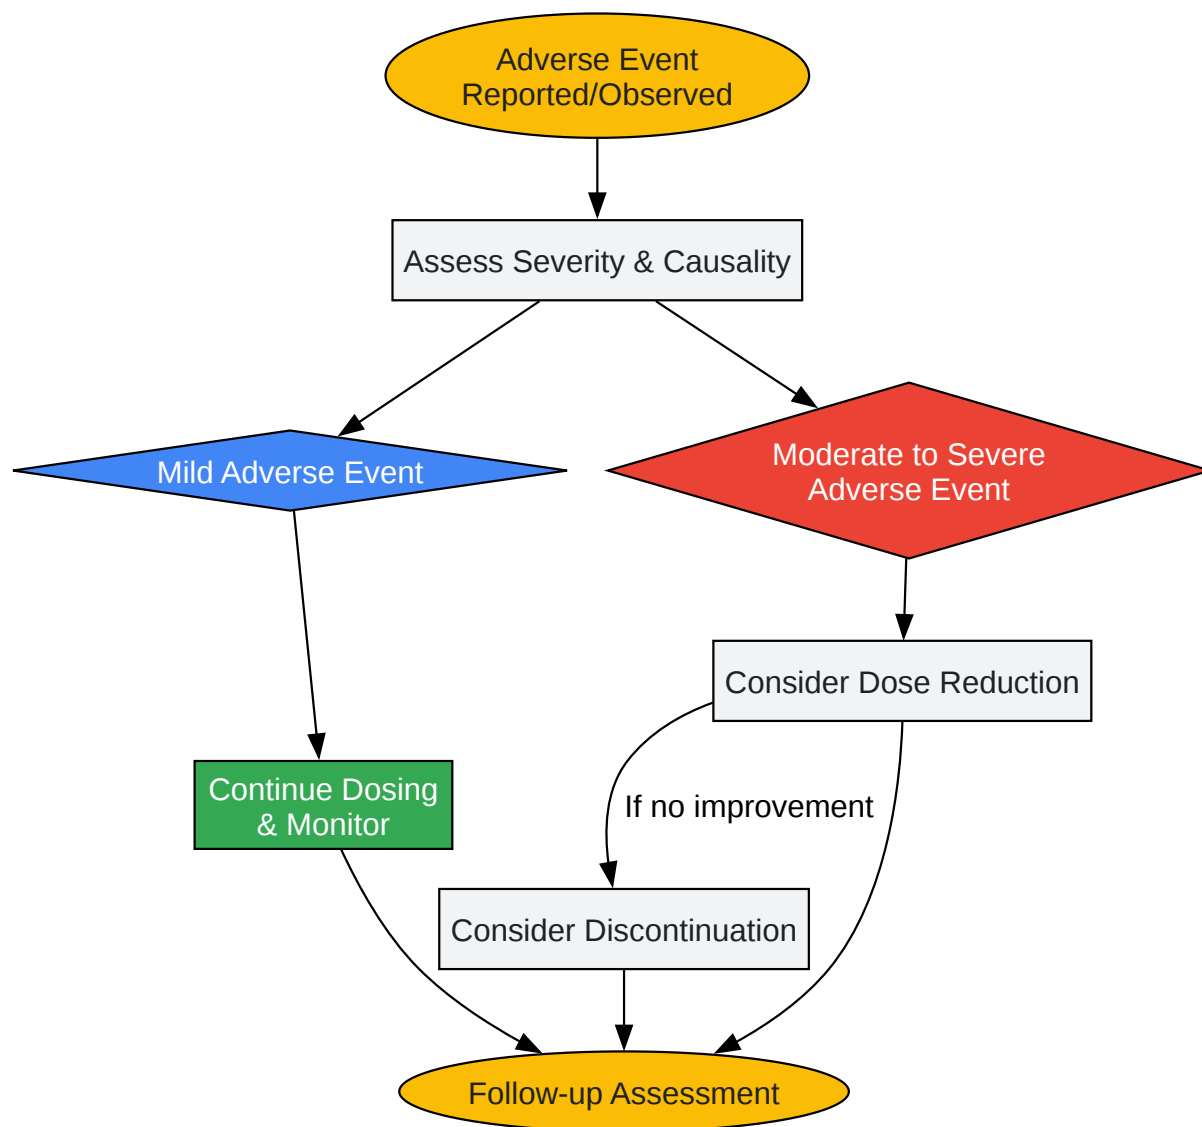 Adverse Event
Reported/Observed
Assess Severity & Causality
Mild Adverse Event
Moderate to Severe
Adverse Event
Consider Dose Reduction
Continue Dosing
& Monitor
If no improvement
Consider Discontinuation
Follow-up Assessment